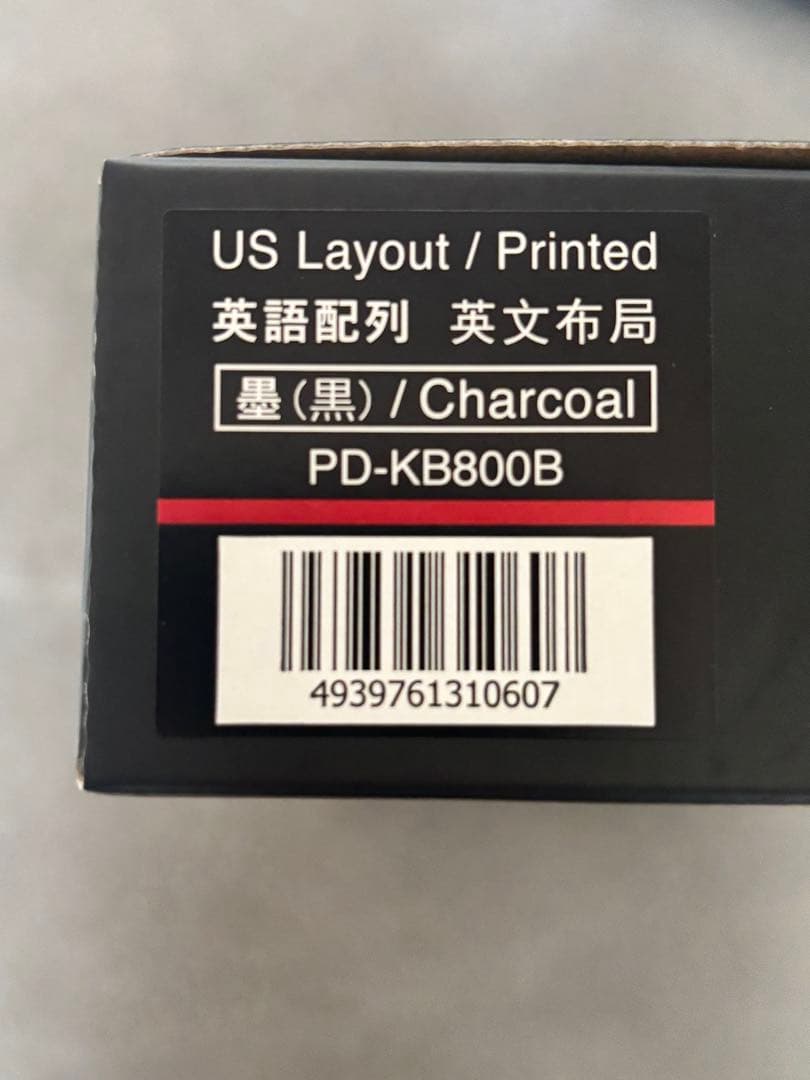 US Layout / Printed
英語配列 英文布局
墨(黒) / Charcoal
PD-KB800B
4939761310607